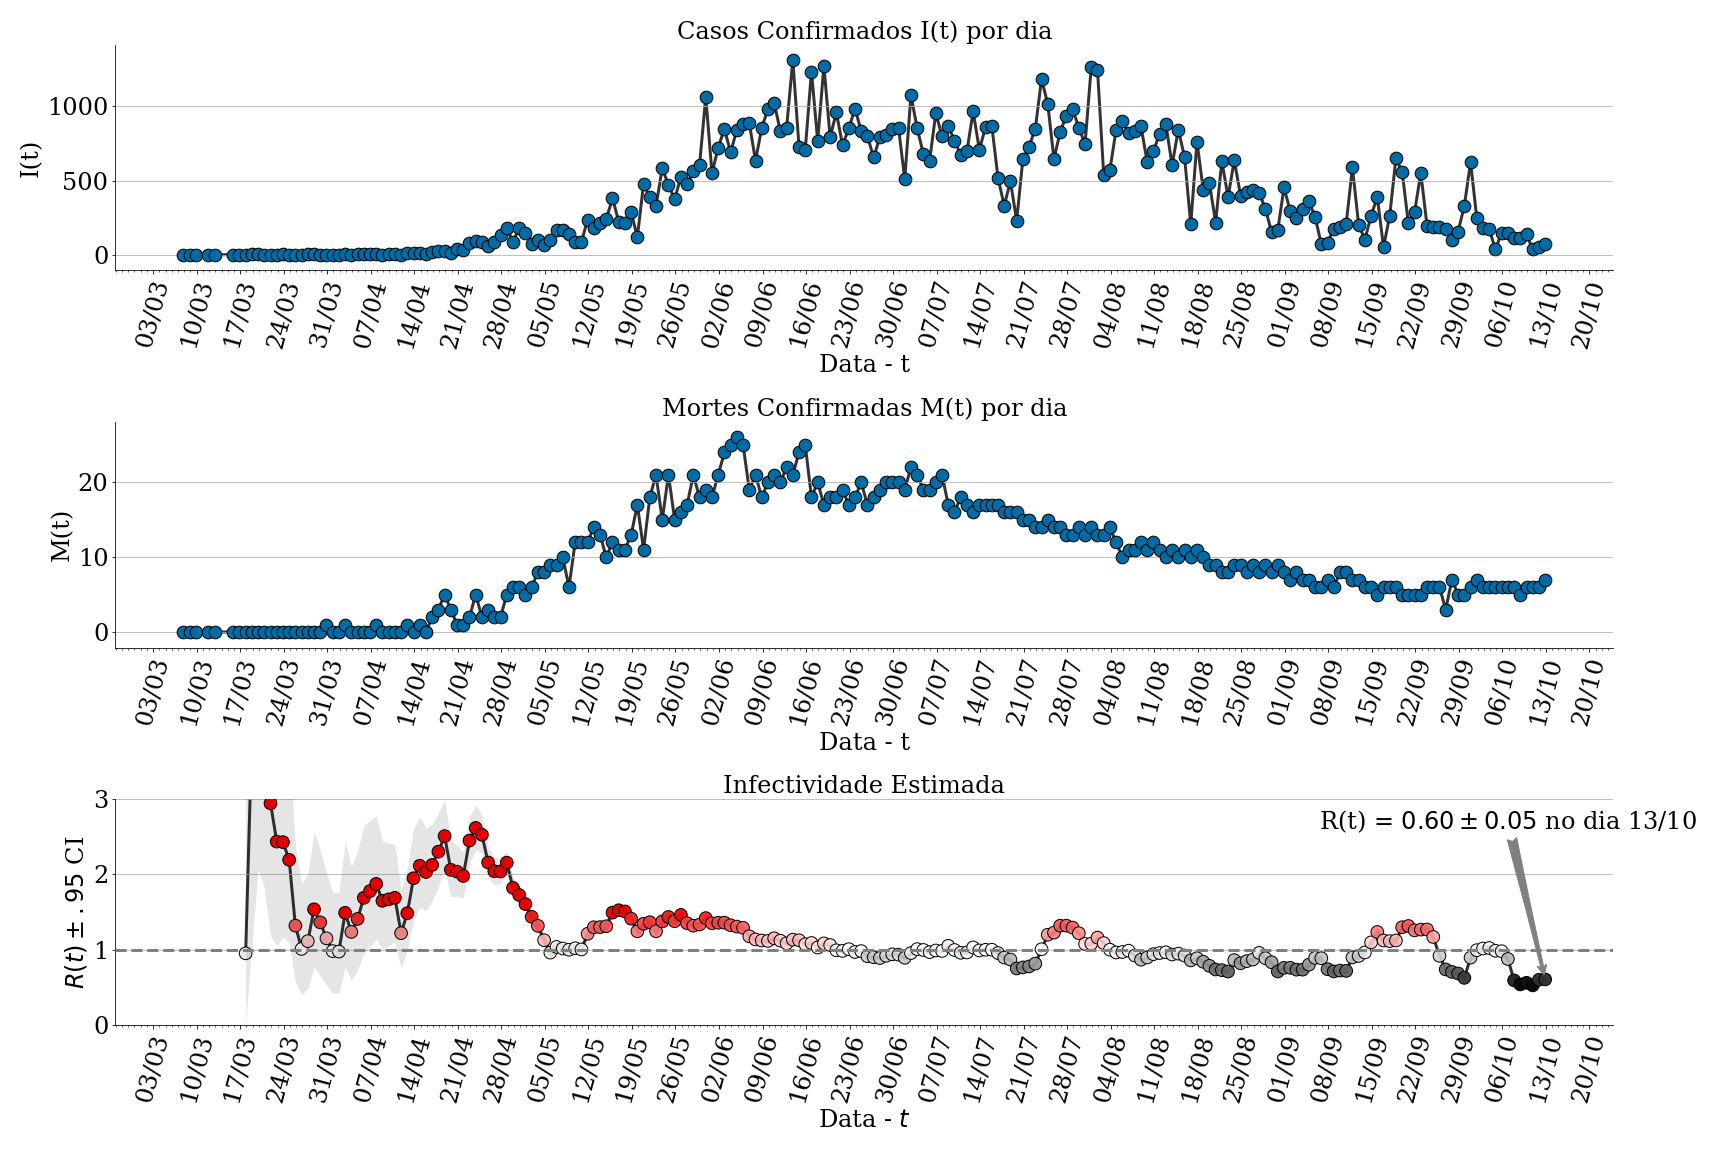 Casos Confirmados I(t) por dia
I(t)
1000
500
0
03/03 10/03 17/03 24/03 31/03 07/04 14/04 21/04 28/04 05/05 12/05 19/05 26/05 02/06 09/06 16/06 23/06 30/06 07/07 14/07 21/07 28/07 04/08 11/08 18/08 25/08 01/09 08/09 15/09 22/09 29/09 06/10 13/10 20/10
Data - t
Mortes Confirmadas M(t) por dia
M(t)
20
10
0
03/03 10/03 17/03 24/03 31/03 07/04 14/04 21/04 28/04 05/05 12/05 19/05 26/05 02/06 09/06 16/06 23/06 30/06 07/07 14/07 21/07 28/07 04/08 11/08 18/08 25/08 01/09 08/09 15/09 22/09 29/09 06/10 13/10 20/10
Data - t
Infectividade Estimada
R(t) ± .95 CI
3
R(t) = 0.60 ± 0.05 no dia 13/10
2
1
0
03/03 10/03 17/03 24/03 31/03 07/04 14/04 21/04 28/04 05/05 12/05 19/05 26/05 02/06 09/06 16/06 23/06 30/06 07/07 14/07 21/07 28/07 04/08 11/08 18/08 25/08 01/09 08/09 15/09 22/09 29/09 06/10 13/10 20/10
Data - t